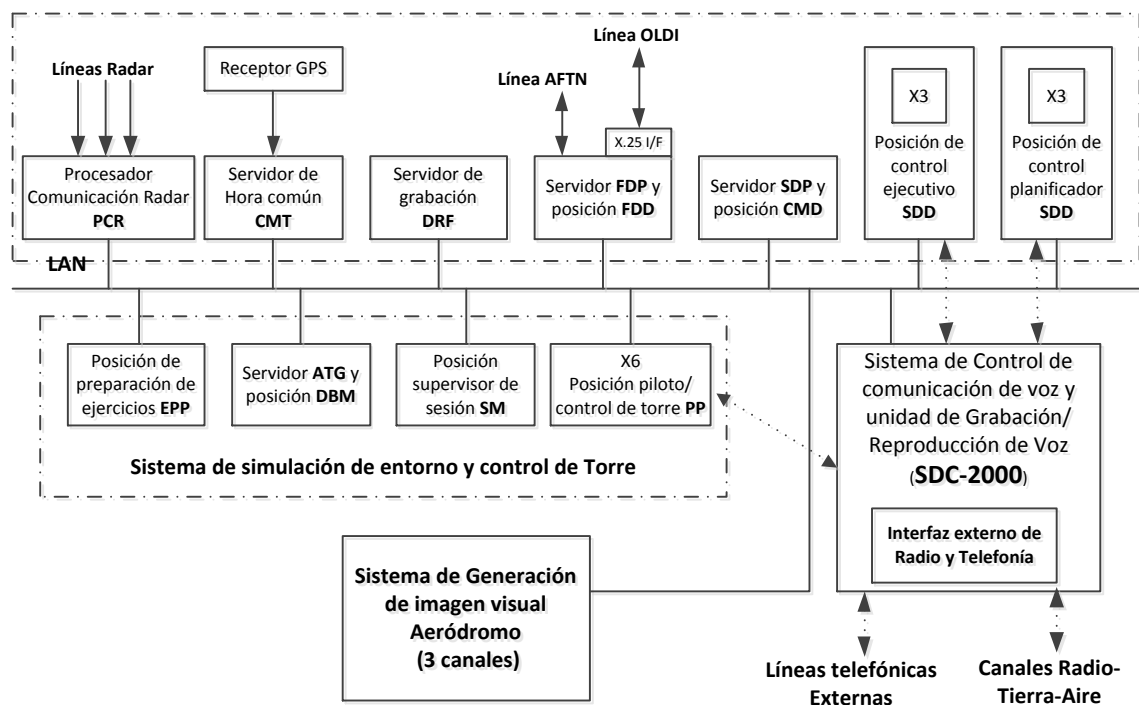 Líneas Radar
Receptor GPS
Línea AFTN
Línea OLDI
X.25 I/F
Procesador
Comunicación Radar
PCR
Servidor de
Hora común
CMT
Servidor de
grabación
DRF
Servidor FDP y
posición FDD
Servidor SDP y
posición CMD
X3
Posición de
control
ejecutivo
SDD
X3
Posición de
control
planificador
SDD
LAN
Posición de
preparación de
ejercicios EPP
Servidor ATG y
posición DBM
Posición
supervisor de
sesión SM
X6
Posición piloto/
control de torre PP
Sistema de simulación de entorno y control de Torre
Sistema de Control de
comunicación de voz y
unidad de Grabación/
Reproducción de Voz
(SDC-2000)
Interfaz externo de
Radio y Telefonía
Sistema de Generación
de imagen visual
Aeródromo
(3 canales)
Líneas telefónicas
Externas
Canales Radio-
Tierra-Aire